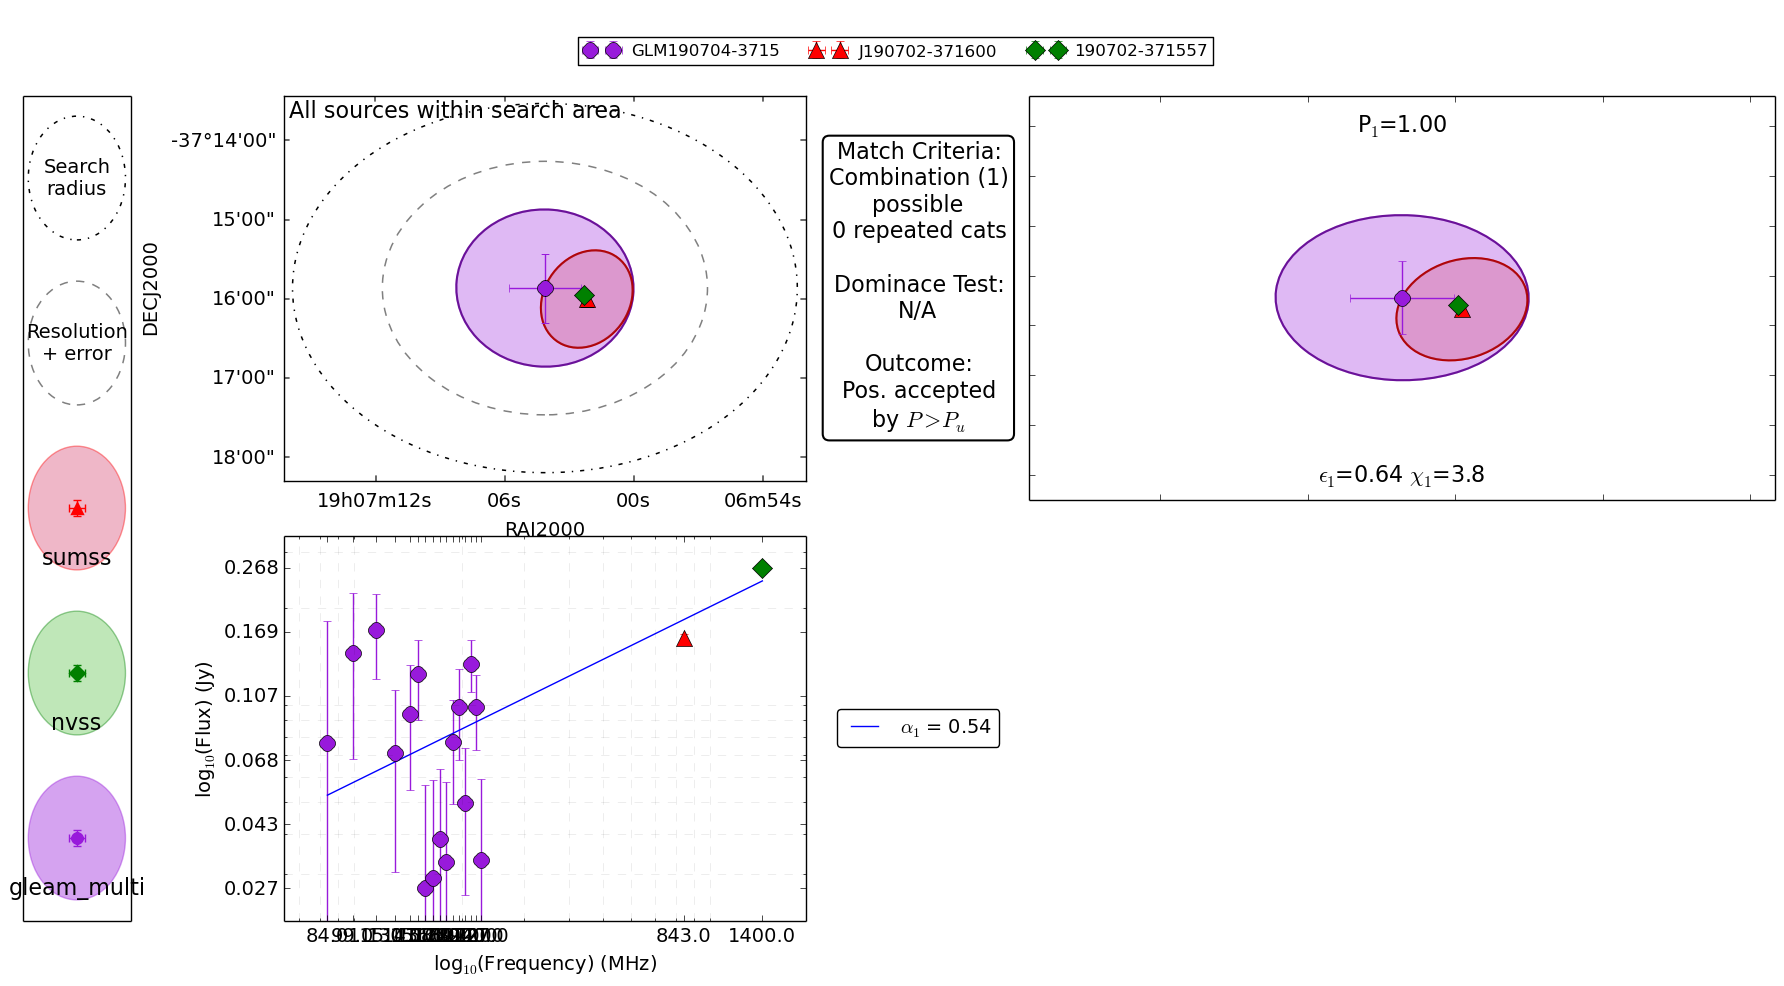 GLM190704-3715 J190702-371600 190702-371557
Search
radius
Resolution
+ error
sumss
nvss
gleam_multi
All sources within search area
DECJ2000
-37°14'00"
15'00"
16'00"
17'00"
18'00"
19h07m12s 06s 00s 06m54s
RAJ2000
Match Criteria:
Combination (1)
possible
0 repeated cats
Dominace Test:
N/A
Outcome:
Pos. accepted
by P>Pu
P1=1.00
ϵ1=0.64 χ1=3.8
log10(Flux) (Jy)
0.268
0.169
0.107
0.068
0.043
0.027
843.0 1400.0
log10(Frequency) (MHz)
α1 = 0.54